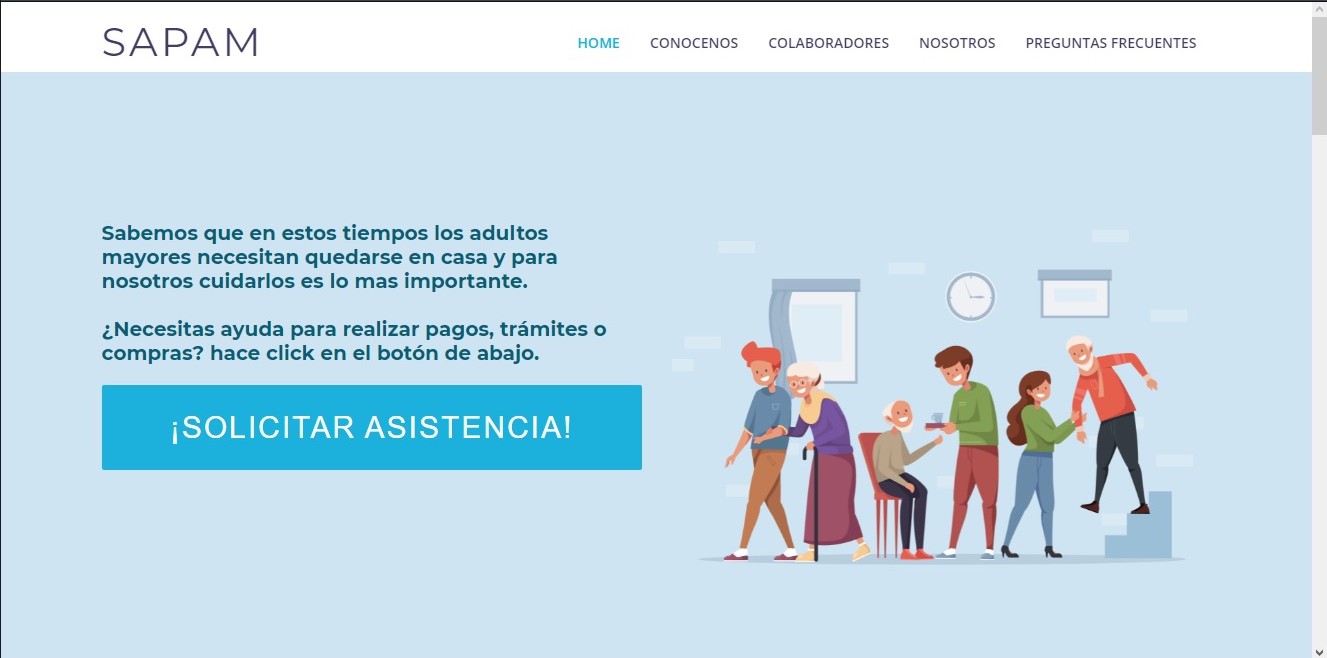 SAPAM
HOME CONOCENOS COLABORADORES NOSOTROS PREGUNTAS FRECUENTES
Sabemos que en estos tiempos los adultos
mayores necesitan quedarse en casa y para
nosotros cuidarlos es lo mas importante.
¿Necesitas ayuda para realizar pagos, trámites o
compras? hace click en el botón de abajo.
¡SOLICITAR ASISTENCIA!